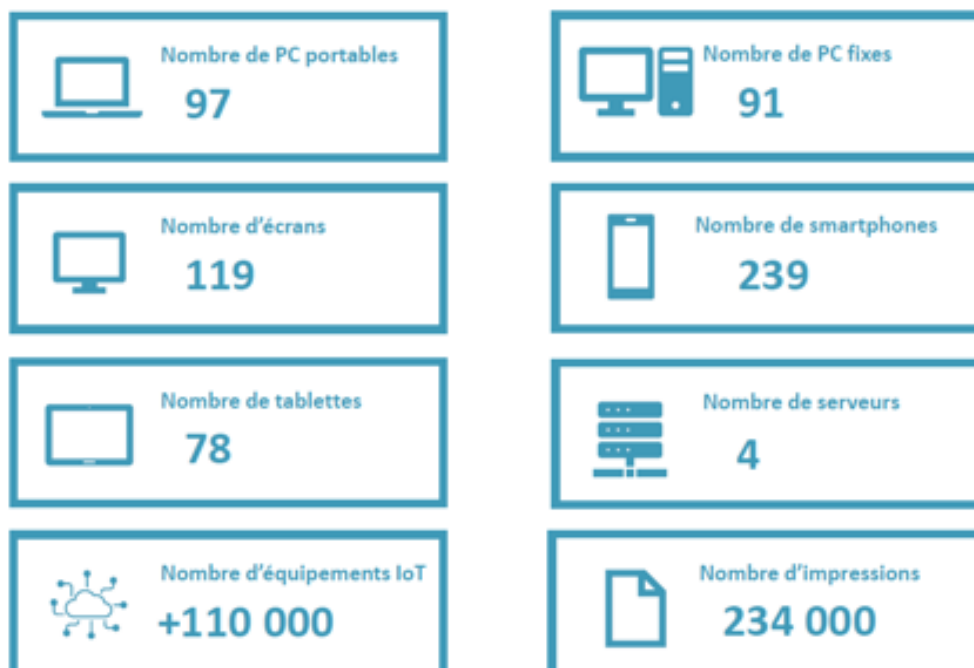 Nombre de PC portables
97
Nombre de PC fixes
91
Nombre d'écrans
119
Nombre de smartphones
239
Nombre de tablettes
78
Nombre de serveurs
4
Nombre d'équipements IoT
+110 000
Nombre d'impressions
234 000